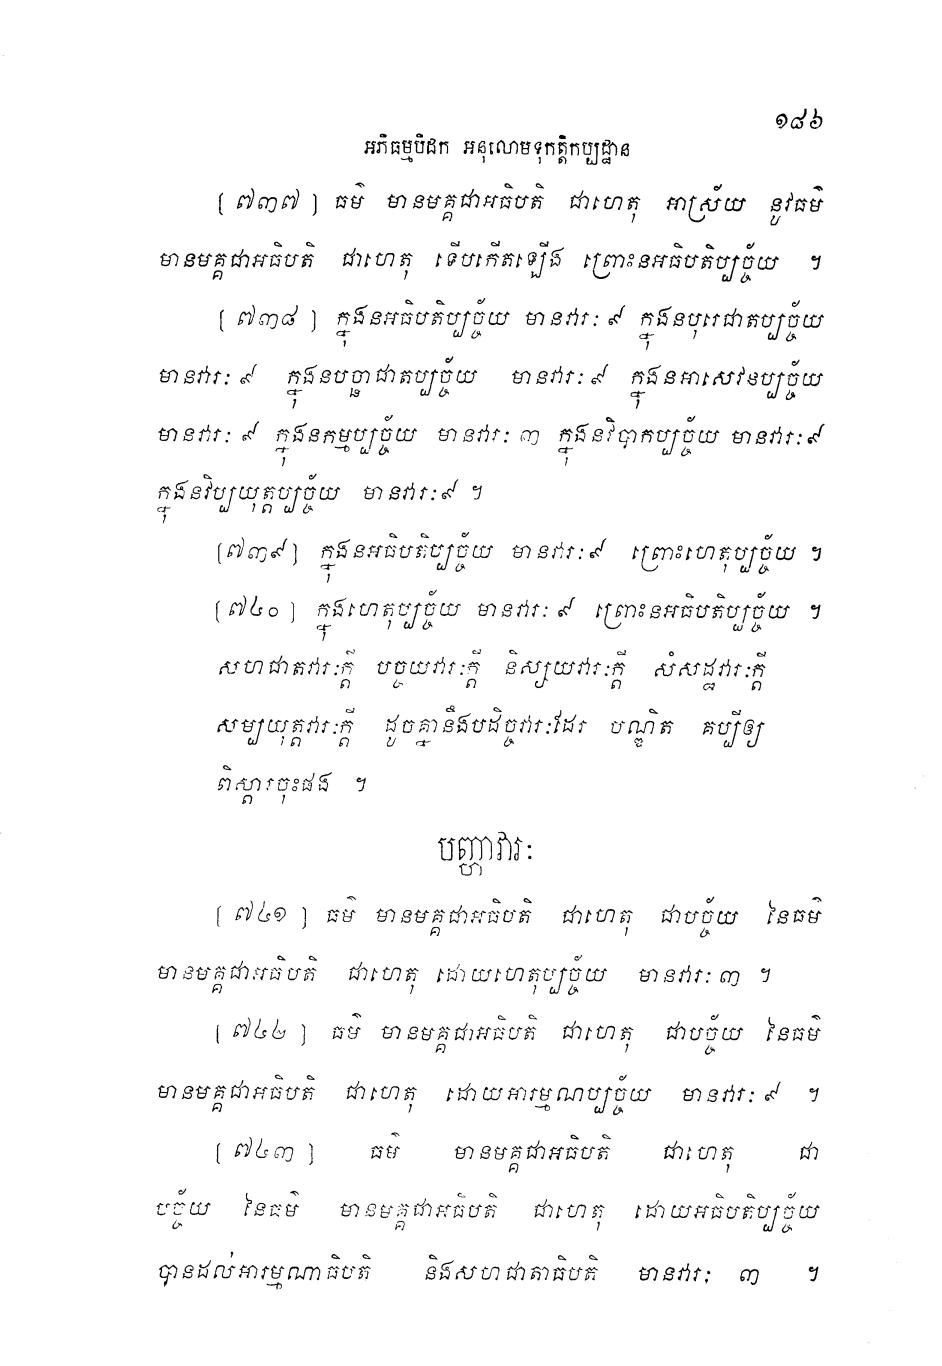 ១៨៦
អភិធម្មបិដក អនុលោមទុកត្តិកប្បដ្ឋាន
[ ៧៣៧ ] ធម៌ មានមគ្គជាអធិបតិ ជាហេតុ អាស្រ័យ នូវធម៌
មានមគ្គជាអធិបតិ ជាហេតុ ទើបកើតឡើង ព្រោះនអធិបតិប្បច្ច័យ ។
[ ៧៣៨ ] ក្នុងនអធិបតិប្បច្ច័យ មានវារៈ ៩ ក្នុងនបុរេជាតប្បច្ច័យ
មានវារៈ ៩ ក្នុងនបច្ឆាជាតប្បច្ច័យ មានវារៈ ៩ ក្នុងនអាសេវនប្បច្ច័យ
មានវារៈ ៩ ក្នុងនកម្មប្បច្ច័យ មានវារៈ ៣ ក្នុងនវិបាកប្បច្ច័យ មានវារៈ ៩
ក្នុងនវិប្បយុត្តប្បច្ច័យ មានវារៈ ៩ ។
[៧៣៩] ក្នុងនអធិបតិប្បច្ច័យ មានវារៈ ៩ ព្រោះហេតុប្បច្ច័យ ។
[ ៧៤០ ] ក្នុងហេតុប្បច្ច័យ មានវារៈ ៩ ព្រោះនអធិបតិប្បច្ច័យ ។
សហជាតវារៈក្តី បច្ចយវារៈក្តី និស្សយវារៈក្តី សំសដ្ឋវារៈក្តី
សម្បយុត្តវារៈក្តី ដូចគ្នានឹងបដិច្ចវារៈដែរ បណ្ឌិត គប្បីឲ្យ
ពិស្តារចុះផង ។
បញ្ហាវារៈ
[ ៧៤១ ] ធម៌ មានមគ្គជាអធិបតិ ជាហេតុ ជាបច្ច័យ នៃធម៌
មានមគ្គជាអធិបតិ ជាហេតុ ដោយហេតុប្បច្ច័យ មានវារៈ ៣ ។
[ ៧៤២ ] ធម៌ មានមគ្គជាអធិបតិ ជាហេតុ ជាបច្ច័យ នៃធម៌
មានមគ្គជាអធិបតិ ជាហេតុ ដោយអារម្មណប្បច្ច័យ មានវារៈ ៩ ។
[ ៧៤៣ ] ធម៌ មានមគ្គជាអធិបតិ ជាហេតុ ជា
បច្ច័យ នៃធម៌ មានមគ្គជាអធិបតិ ជាហេតុ ដោយអធិបតិប្បច្ច័យ
បានដល់អារម្មណាធិបតិ និងសហជាតាធិបតិ មានវារៈ ៣ ។